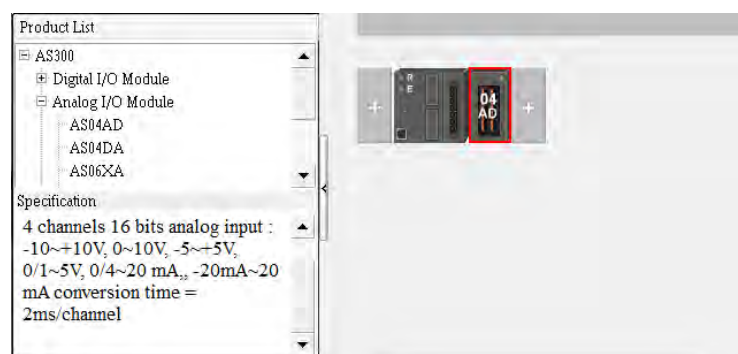 Product List
AS300
Digital I/O Module
Analog I/O Module
AS04AD
AS04DA
AS06XA
Specification
4 channels 16 bits analog input :
-10~+10V, 0~10V, -5~+5V,
0/1~5V, 0/4~20 mA,, -20mA~20
mA conversion time =
2ms/channel
R
E
04
AD